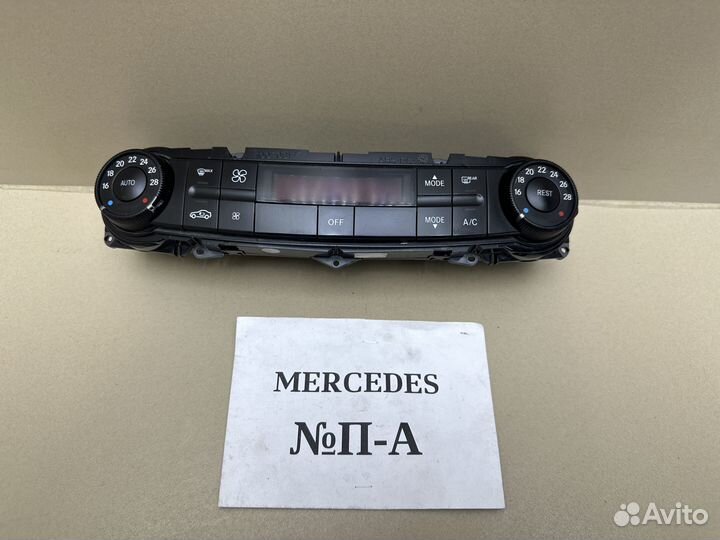 16 18 20 22 24 26 28
AUTO
MAX
OFF
MODE
MODE
REAR
A/C
16 18 20 22 24 26 28
REST
MERCEDES
№П-А
Avito